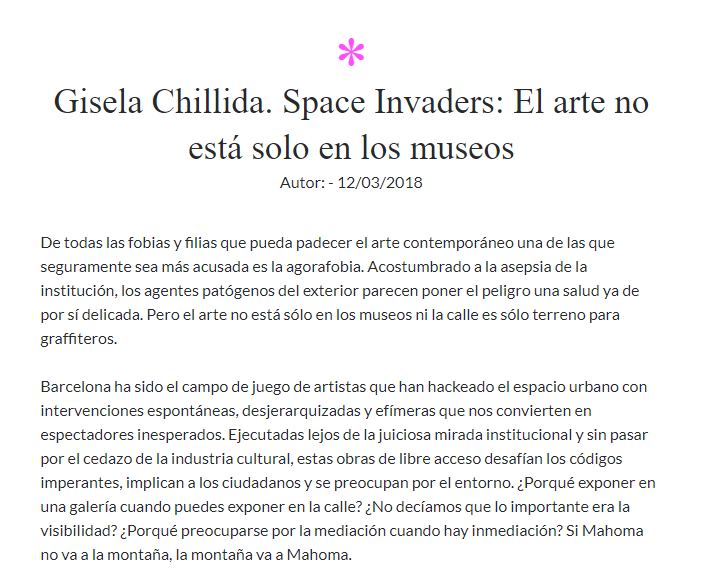 Gisela Chillida. Space Invaders: El arte no
está solo en los museos
Autor: - 12/03/2018
De todas las fobias y filias que pueda padecer el arte contemporáneo una de las que
seguramente sea más acusada es la agorafobia. Acostumbrado a la asepsia de la
institución, los agentes patógenos del exterior parecen poner el peligro una salud ya de
por sí delicada. Pero el arte no está sólo en los museos ni la calle es sólo terreno para
graffiteros.
Barcelona ha sido el campo de juego de artistas que han hackeado el espacio urbano con
intervenciones espontáneas, desjerarquizadas y efímeras que nos convierten en
espectadores inesperados. Ejecutadas lejos de la juiciosa mirada institucional y sin pasar
por el cedazo de la industria cultural, estas obras de libre acceso desafían los códigos
imperantes, implican a los ciudadanos y se preocupan por el entorno. ¿Porqué exponer en
una galería cuando puedes exponer en la calle? ¿No decíamos que lo importante era la
visibilidad? ¿Porqué preocuparse por la mediación cuando hay inmediación? Si Mahoma
no va a la montaña, la montaña va a Mahoma.